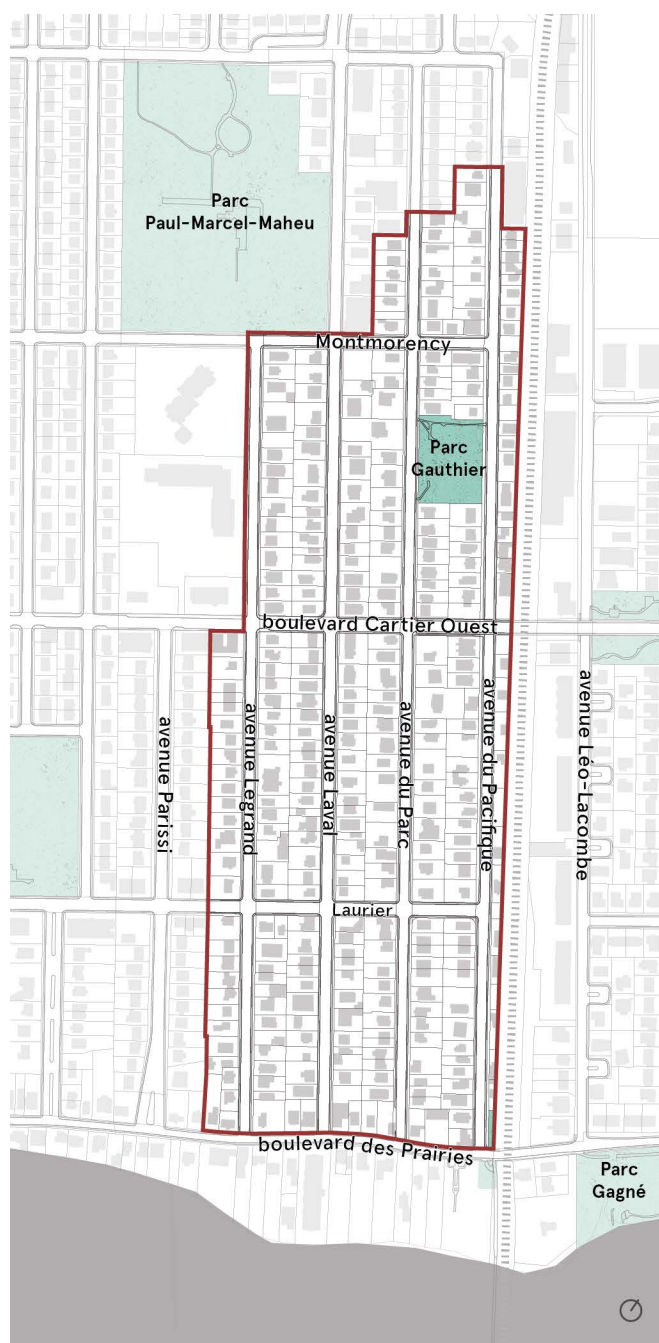 Parc
Paul-Marcel-Maheu
Montmorency
Parc
Gauthier
boulevard Cartier Ouest
avenue Parissi
avenue Legrand
avenue Laval
avenue du Parc
avenue du Pacifique
avenue Léo-Lacombe
Laurier
boulevard des Prairies
Parc
Gagné